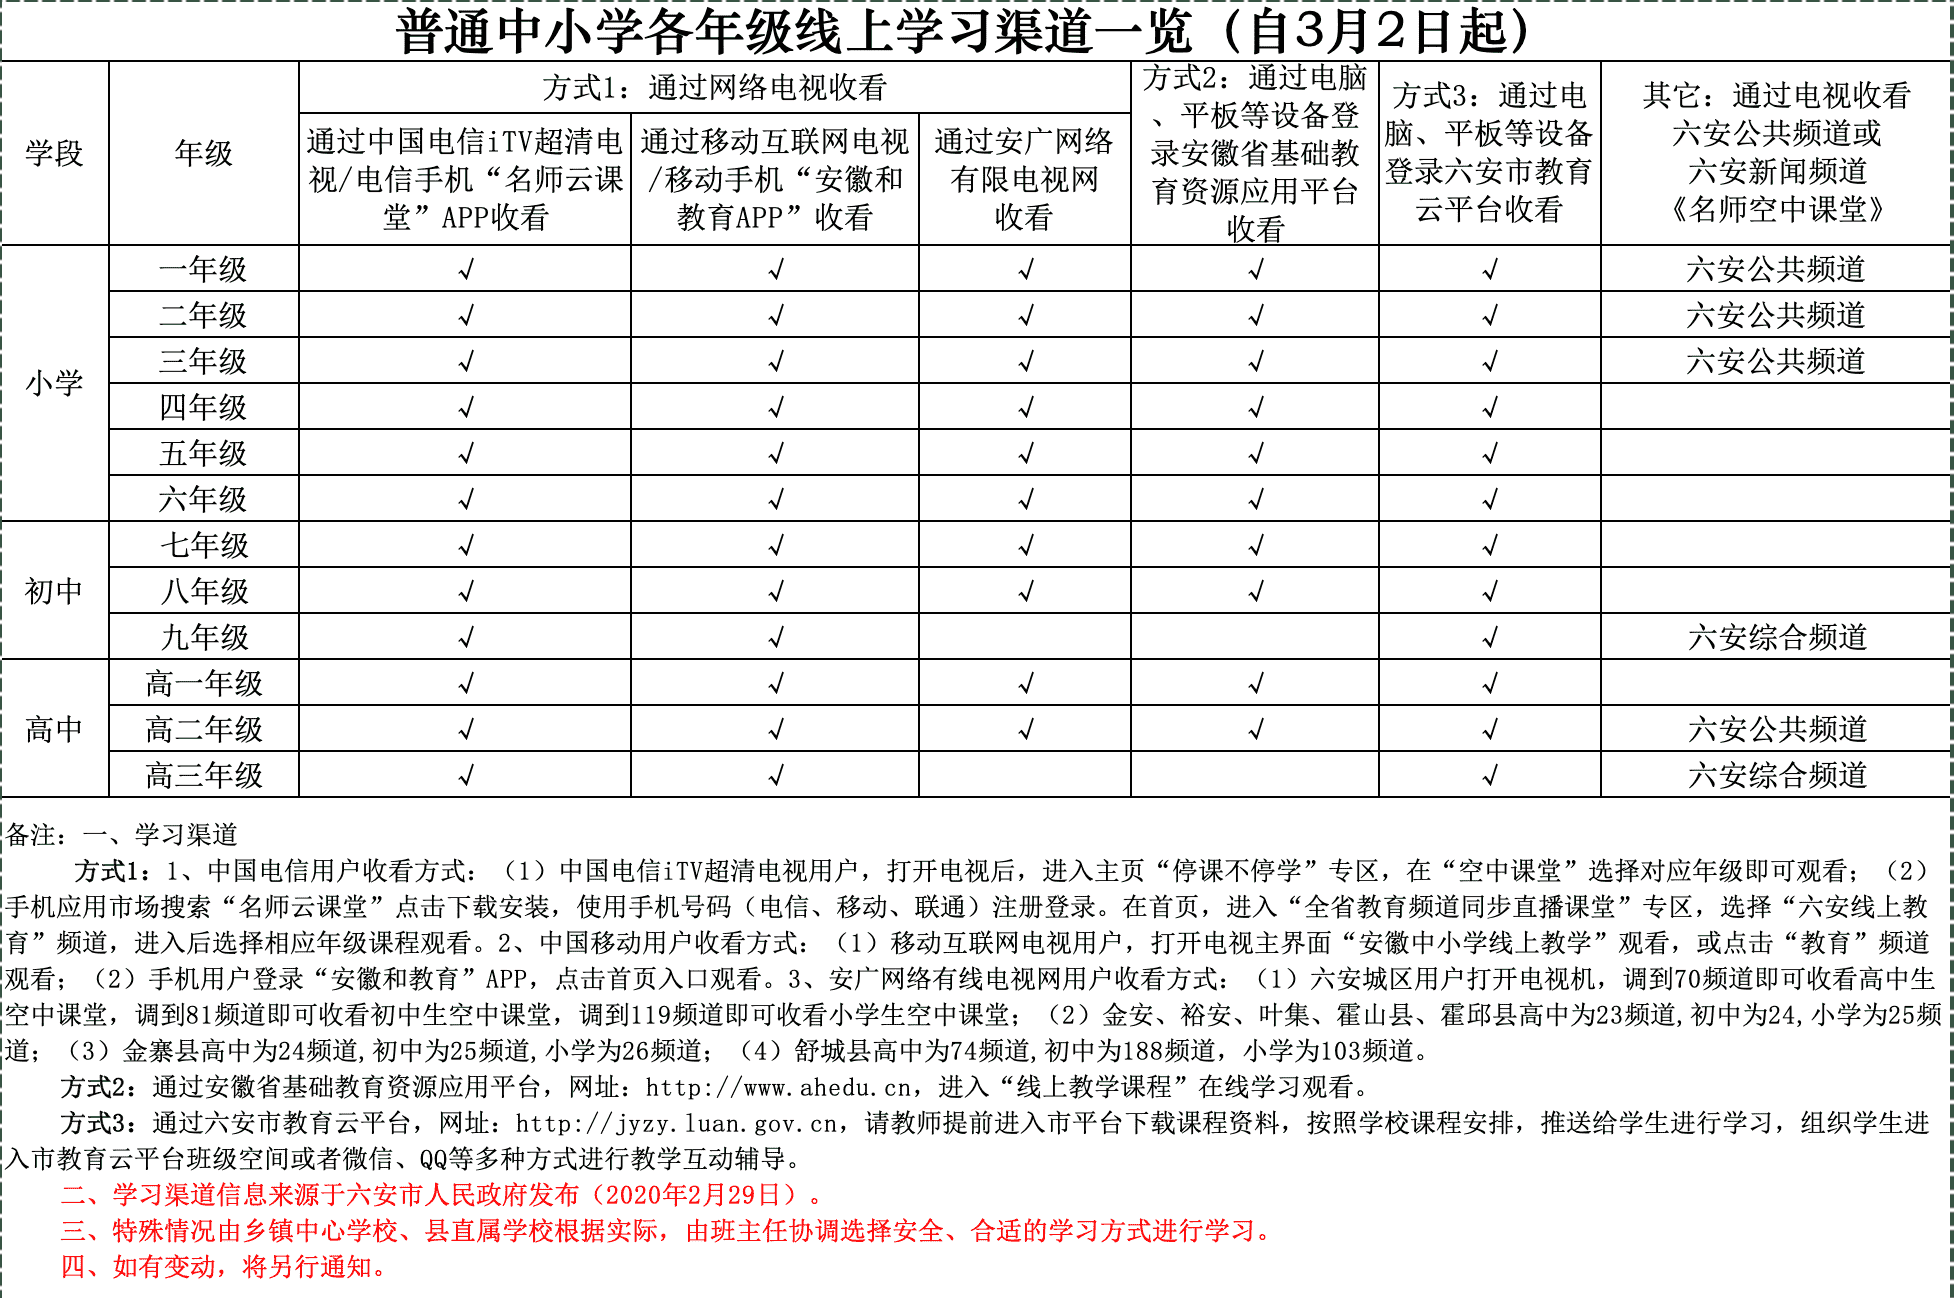 普通中小学各年级线上学习渠道一览（自3月2日起）
学段
年级
方式1：通过网络电视收看
通过中国电信iTV超清电
视/电信手机“名师云课
堂”APP收看
通过移动互联网电视
/移动手机“安徽和
教育APP”收看
通过安广网络
有限电视网
收看
方式2：通过电脑
、平板等设备登
录安徽省基础教
育资源应用平台
收看
方式3：通过电
脑、平板等设备
登录六安市教育
云平台收看
其它：通过电视收看
六安公共频道或
六安新闻频道
《名师空中课堂》
小学
一年级 √ √ √ √ √ 六安公共频道
二年级 √ √ √ √ √ 六安公共频道
三年级 √ √ √ √ √ 六安公共频道
四年级 √ √ √ √ √
五年级 √ √ √ √ √
六年级 √ √ √ √ √
初中
七年级 √ √ √ √ √
八年级 √ √ √ √ √
九年级 √ √ √ 六安综合频道
高中
高一年级 √ √ √ √ √
高二年级 √ √ √ √ √ 六安公共频道
高三年级 √ √ √ 六安综合频道
备注：一、学习渠道
方式1：1、中国电信用户收看方式：（1）中国电信iTV超清电视用户，打开电视后，进入主页“停课不停学”专区，在“空中课堂”选择对应年级即可观看；（2）
手机应用市场搜索“名师云课堂”点击下载安装，使用手机号码（电信、移动、联通）注册登录。在首页，进入“全省教育频道同步直播课堂”专区，选择“六安线上教
育”频道，进入后选择相应年级课程观看。2、中国移动用户收看方式：（1）移动互联网电视用户，打开电视主界面“安徽中小学线上教学”观看，或点击“教育”频道
观看；（2）手机用户登录“安徽和教育”APP，点击首页入口观看。3、安广网络有线电视网用户收看方式：（1）六安城区用户打开电视机，调到70频道即可收看高中生
空中课堂，调到81频道即可收看初中生空中课堂，调到119频道即可收看小学生空中课堂；（2）金安、裕安、叶集、霍山县、霍邱县高中为23频道,初中为24,小学为25频
道；（3）金寨县高中为24频道,初中为25频道,小学为26频道；（4）舒城县高中为74频道,初中为188频道，小学为103频道。
方式2：通过安徽省基础教育资源应用平台，网址：http://www.ahedu.cn，进入“线上教学课程”在线学习观看。
方式3：通过六安市教育云平台，网址：http://jyzy.luan.gov.cn，请教师提前进入市平台下载课程资料，按照学校课程安排，推送给学生进行学习，组织学生进
入市教育云平台班级空间或者微信、QQ等多种方式进行教学互动辅导。
二、学习渠道信息来源于六安市人民政府发布（2020年2月29日）。
三、特殊情况由乡镇中心学校、县直属学校根据实际，由班主任协调选择安全、合适的学习方式进行学习。
四、如有变动，将另行通知。